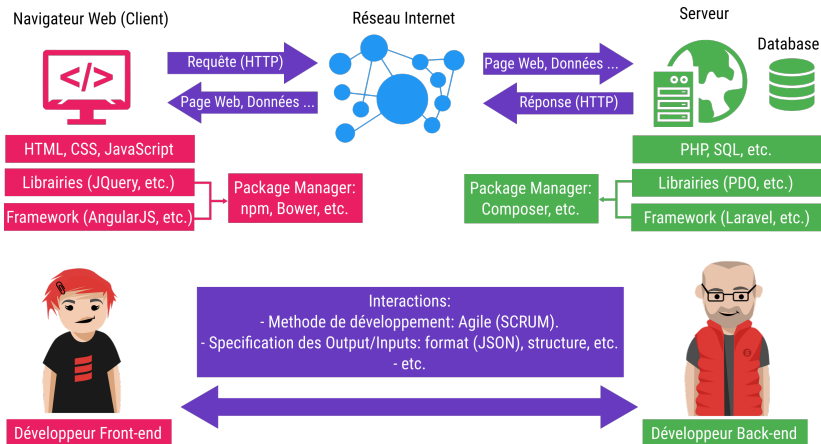 Navigateur Web (Client)
Réseau Internet
Serveur
Database
</>
Requête (HTTP)
Page Web, Données ...
Page Web, Données ...
Réponse (HTTP)
HTML, CSS, JavaScript
Librairies (JQuery, etc.)
Framework (AngularJS, etc.)
Package Manager:
npm, Bower, etc.
Package Manager:
Composer, etc.
PHP, SQL, etc.
Librairies (PDO, etc.)
Framework (Laravel, etc.)
Interactions:
- Methode de développement: Agile (SCRUM).
- Specification des Output/Inputs: format (JSON), structure, etc.
- etc.
Développeur Front-end
Développeur Back-end